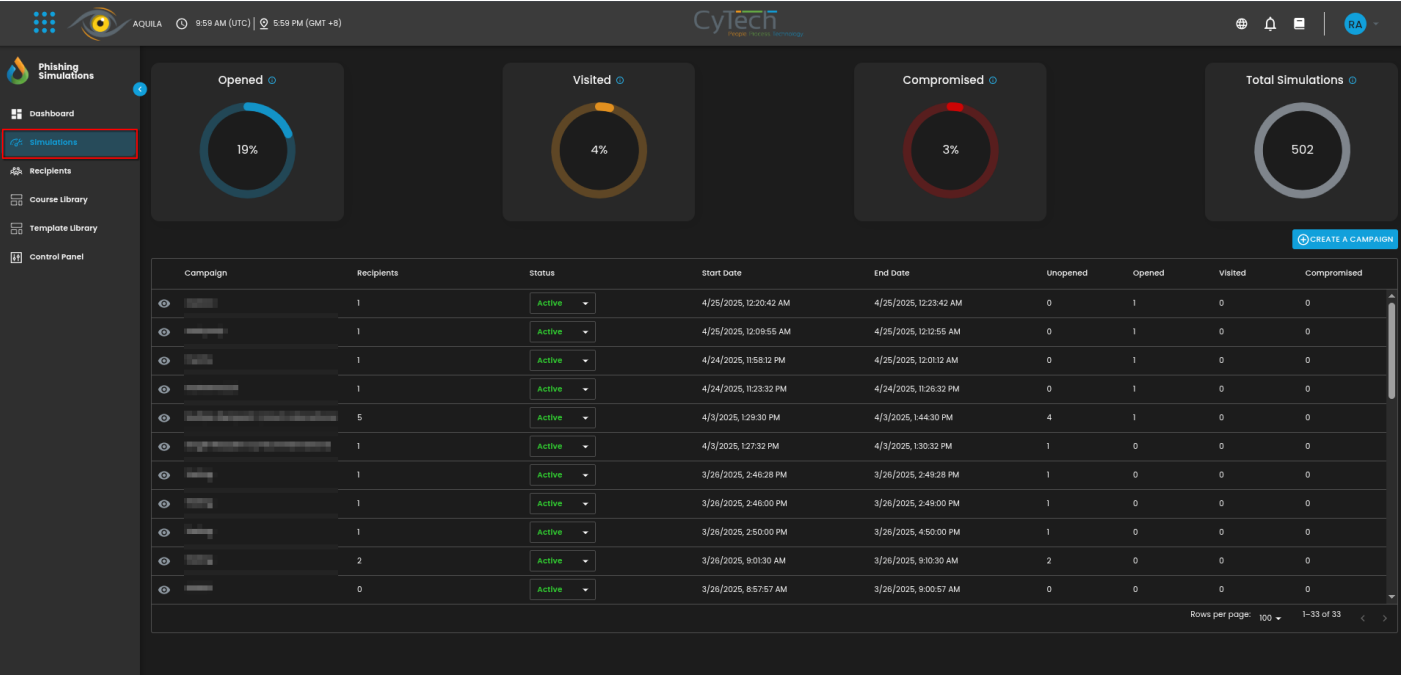 AQUILA 9:59 AM (UTC) 5:59 PM (GMT +8) CyTech RA
People. Process. Technology.
Phishing Simulations
Dashboard
Simulations
Recipients
Course Library
Template Library
Control Panel
Opened Visited Compromised Total Simulations
19% 4% 3% 502
CREATE A CAMPAIGN
Campaign Recipients Status Start Date End Date Unopened Opened Visited Compromised
1 Active 4/25/2025, 12:20:42 AM 4/25/2025, 12:23:42 AM 0 1 0 0
1 Active 4/25/2025, 12:09:55 AM 4/25/2025, 12:12:55 AM 0 1 0 0
1 Active 4/24/2025, 11:58:12 PM 4/25/2025, 12:01:12 AM 0 1 0 0
1 Active 4/24/2025, 11:23:32 PM 4/24/2025, 11:26:32 PM 0 1 0 0
5 Active 4/3/2025, 1:29:30 PM 4/3/2025, 1:44:30 PM 4 1 0 0
1 Active 4/3/2025, 1:27:32 PM 4/3/2025, 1:30:32 PM 1 0 0 0
1 Active 3/26/2025, 2:46:28 PM 3/26/2025, 2:49:28 PM 1 0 0 0
1 Active 3/26/2025, 2:46:00 PM 3/26/2025, 2:49:00 PM 1 0 0 0
1 Active 3/26/2025, 2:50:00 PM 3/26/2025, 4:50:00 PM 1 0 0 0
2 Active 3/26/2025, 9:01:30 AM 3/26/2025, 9:10:30 AM 2 0 0 0
0 Active 3/26/2025, 8:57:57 AM 3/26/2025, 9:00:57 AM 0 0 0 0
Rows per page: 100 1–33 of 33